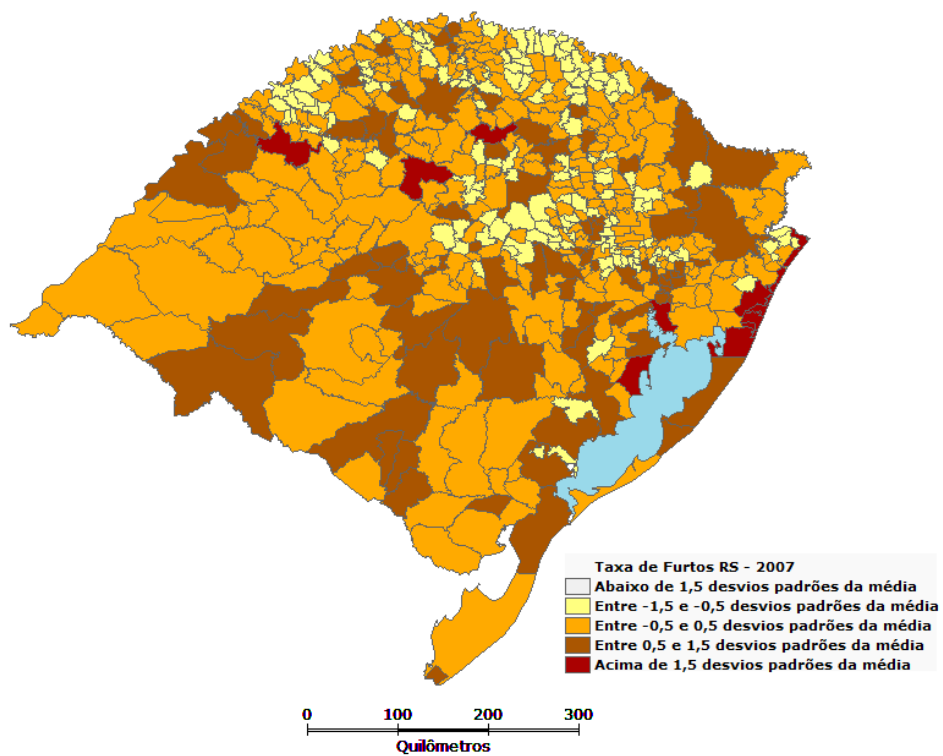 Taxa de Furtos RS - 2007
Abaixo de 1,5 desvios padrões da média
Entre -1,5 e -0,5 desvios padrões da média
Entre -0,5 e 0,5 desvios padrões da média
Entre 0,5 e 1,5 desvios padrões da média
Acima de 1,5 desvios padrões da média
0 100 200 300
Quilômetros